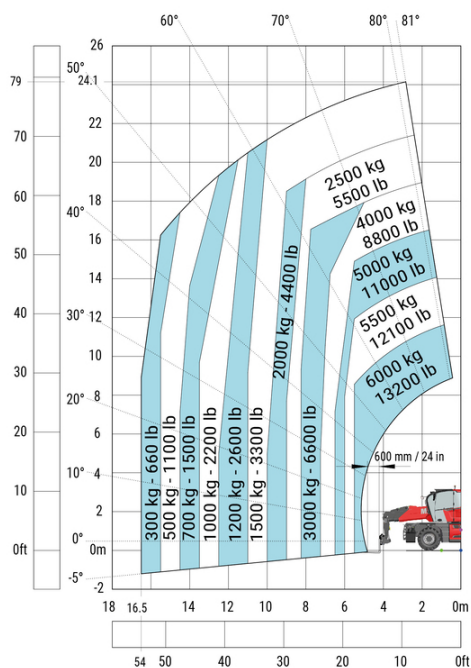 60°
70°
80°
81°
26
50°
79
24.1
22
70
20
60
18
40°
16
50
14
30°
12
40
10
30
8
20°
20
6
4
10°
10
2
0°
0ft
0m
-5°
-2
2500 kg
5500 lb
4000 kg
8800 lb
5000 kg
11000 lb
5500 kg
12100 lb
6000 kg
13200 lb
600 mm / 24 in
300 kg - 660 lb
500 kg - 1100 lb
700 kg - 1500 lb
1000 kg - 2200 lb
1200 kg - 2600 lb
1500 kg - 3300 lb
2000 kg - 4400 lb
3000 kg - 6600 lb
18 16.5 14 12 10 8 6 4 2 0m
54 50 40 30 20 10 0ft